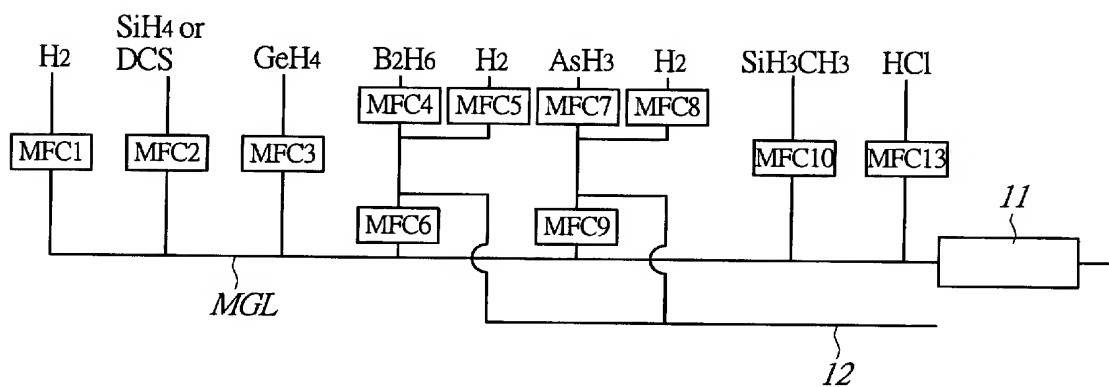 H2
SiH4 or
DCS
GeH4
B2H6
H2
AsH3
H2
SiH3CH3
HCl
MFC1
MFC2
MFC3
MFC4
MFC5
MFC7
MFC8
MFC10
MFC13
MFC6
MFC9
11
MGL
12